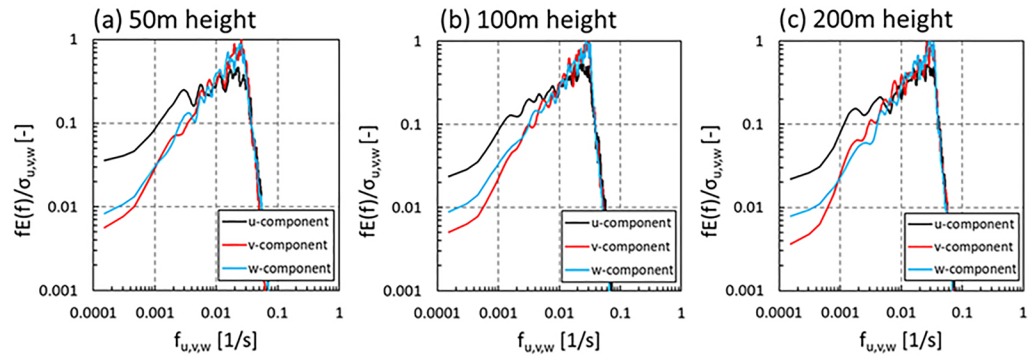 (a) 50m height
(b) 100m height
(c) 200m height
fE(f)/σu,v,w [-]
1
0.1
0.01
0.001
u-component
v-component
w-component
0.0001
0.001
0.01
0.1
1
fu,v,w [1/s]
fE(f)/σu,v,w [-]
1
0.1
0.01
0.001
u-component
v-component
w-component
0.0001
0.001
0.01
0.1
1
fu,v,w [1/s]
fE(f)/σu,v,w [-]
1
0.1
0.01
0.001
u-component
v-component
w-component
0.0001
0.001
0.01
0.1
1
fu,v,w [1/s]